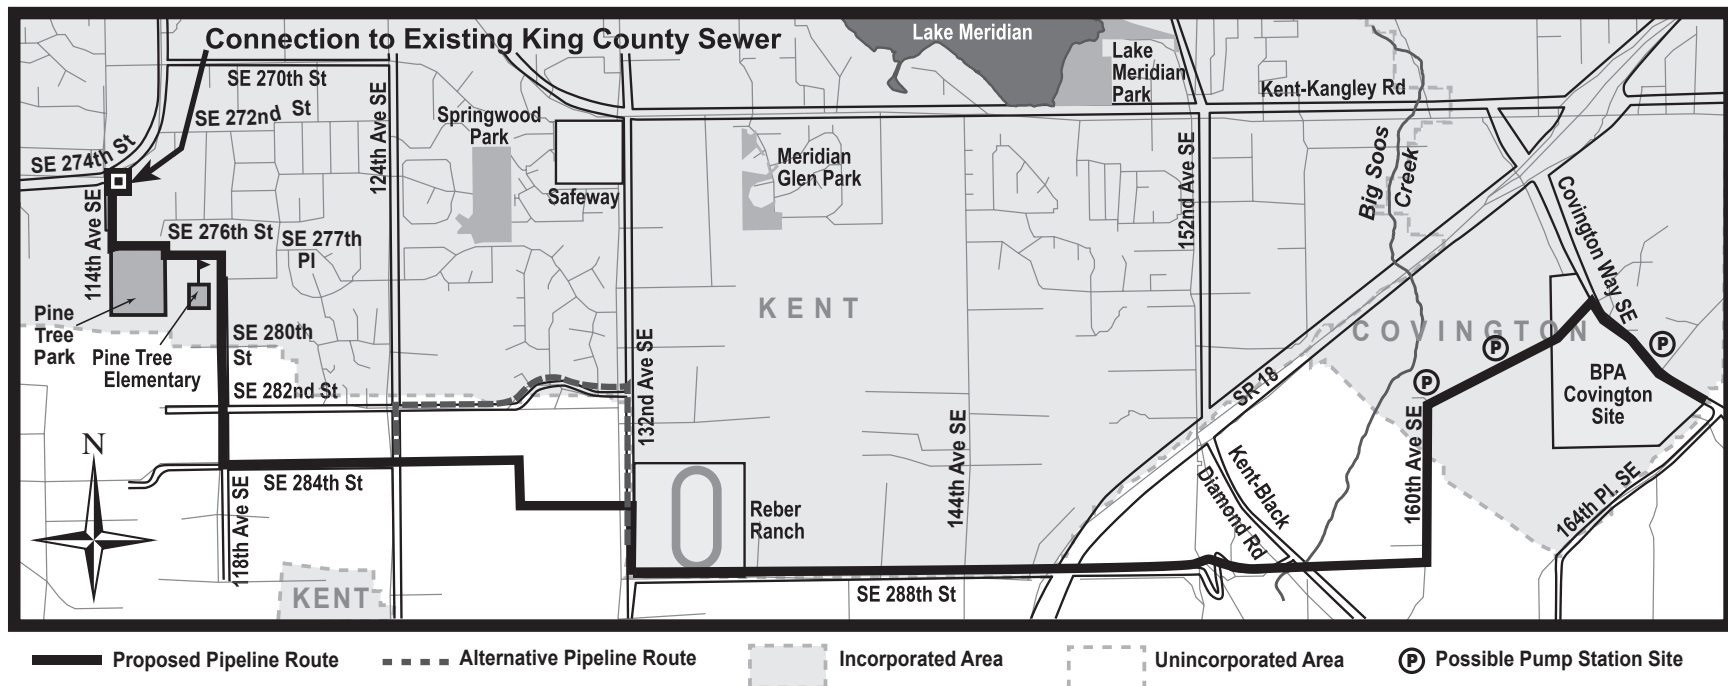 Connection to Existing King County Sewer
Lake Meridian
Lake
Meridian
Park
SE 270th St
SE 272nd St
SE 274th St
124th Ave SE
Springwood
Park
Safeway
Meridian
Glen Park
Kent-Kangley Rd
152nd Ave SE
Big Soos
Creek
Covington Way SE
114th Ave SE
SE 276th St
SE 277th
Pl
Pine
Tree
Park
Pine Tree
Elementary
SE 280th
St
SE 282nd St
132nd Ave SE
KENT
COVINGTON
P
P
P
BPA
Covington
Site
SR 18
N
SE 284th St
118th Ave SE
Reber
Ranch
144th Ave SE
Kent-Black
Diamond Rd
160th Ave SE
164th Pl. SE
KENT
SE 288th St
Proposed Pipeline Route
Alternative Pipeline Route
Incorporated Area
Unincorporated Area
P Possible Pump Station Site